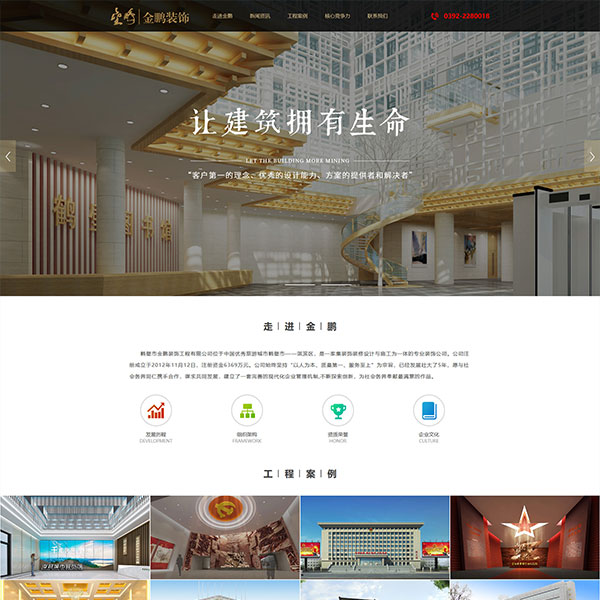 金鹏装饰
走进金鹏
新闻资讯
工程案例
核心竞争力
联系我们
0392-2280018
让建筑拥有生命
LET THE BUILDING MORE MINING
“客户第一的理念、优秀的设计能力、方案的提供者和解决者”
走进金鹏
鹤壁市金鹏装饰工程有限公司位于中国优秀旅游城市鹤壁市——淇滨区，是一家集装饰装修设计与施工为一体的专业装饰公司。公司注
册成立于2012年11月12日，注册资金6369万元。公司始终坚持“以人为本、质量第一、服务至上”为宗旨，已经发展壮大了5年，愿与社
会各界同仁携手合作，谋求共同发展，建立了一套完善的现代化企业管理机制，不断探索创新，为社会各界奉献着满意的作品。
发展历程
DEVELOPMENT
组织架构
FRAMEWORK
资质荣誉
HONOR
企业文化
CULTURE
工程案例